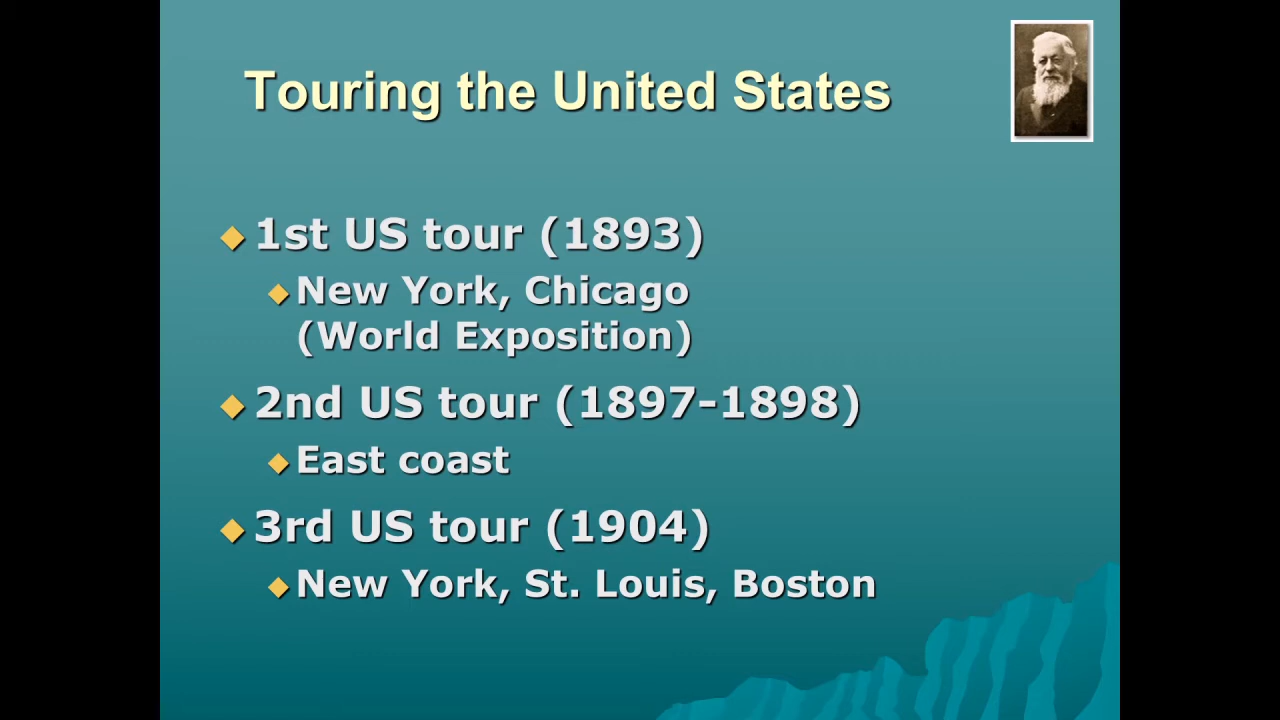 Touring the United States
1st US tour (1893)
New York, Chicago
(World Exposition)
2nd US tour (1897-1898)
East coast
3rd US tour (1904)
New York, St. Louis, Boston